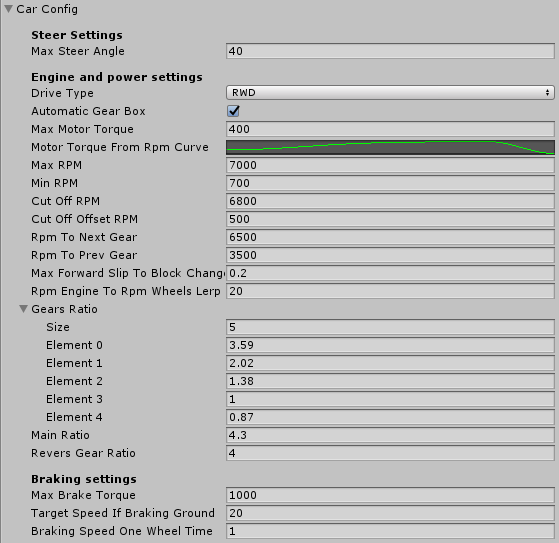 Car Config
Steer Settings
Max Steer Angle 40
Engine and power settings
Drive Type RWD
Automatic Gear Box
Max Motor Torque 400
Motor Torque From Rpm Curve
Max RPM 7000
Min RPM 700
Cut Off RPM 6800
Cut Off Offset RPM 500
Rpm To Next Gear 6500
Rpm To Prev Gear 3500
Max Forward Slip To Block Chang 0.2
Rpm Engine To Rpm Wheels Lerp 20
Gears Ratio
Size 5
Element 0 3.59
Element 1 2.02
Element 2 1.38
Element 3 1
Element 4 0.87
Main Ratio 4.3
Revers Gear Ratio 4
Braking settings
Max Brake Torque 1000
Target Speed If Braking Ground 20
Braking Speed One Wheel Time 1